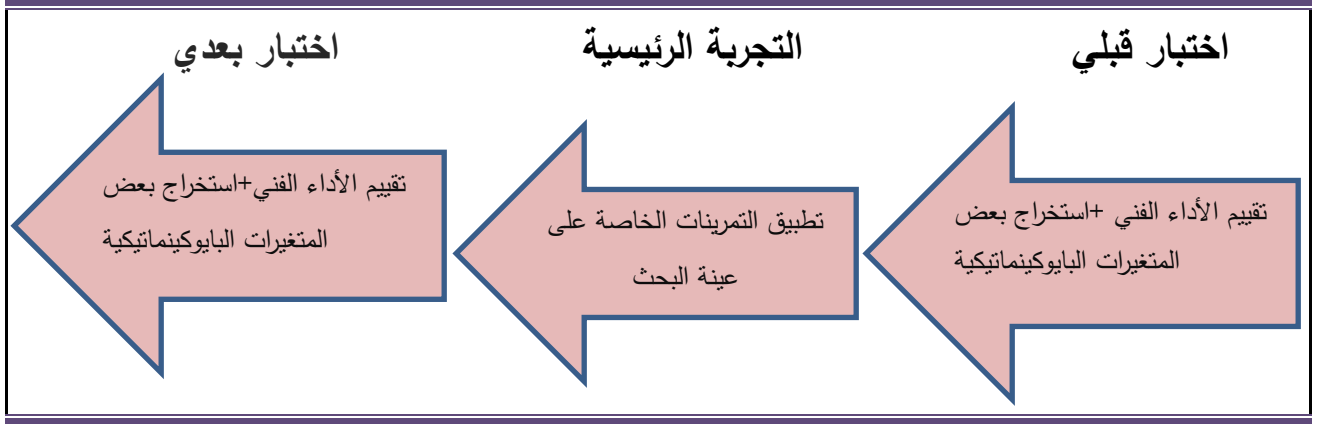 اختبار قبلي
التجربة الرئيسية
اختبار بعدي
تقييم الأداء الفني +استخراج بعض
المتغيرات البايوكينماتيكية
تطبيق التمرينات الخاصة على
عينة البحث
تقييم الأداء الفني+استخراج بعض
المتغيرات البايوكينماتيكية